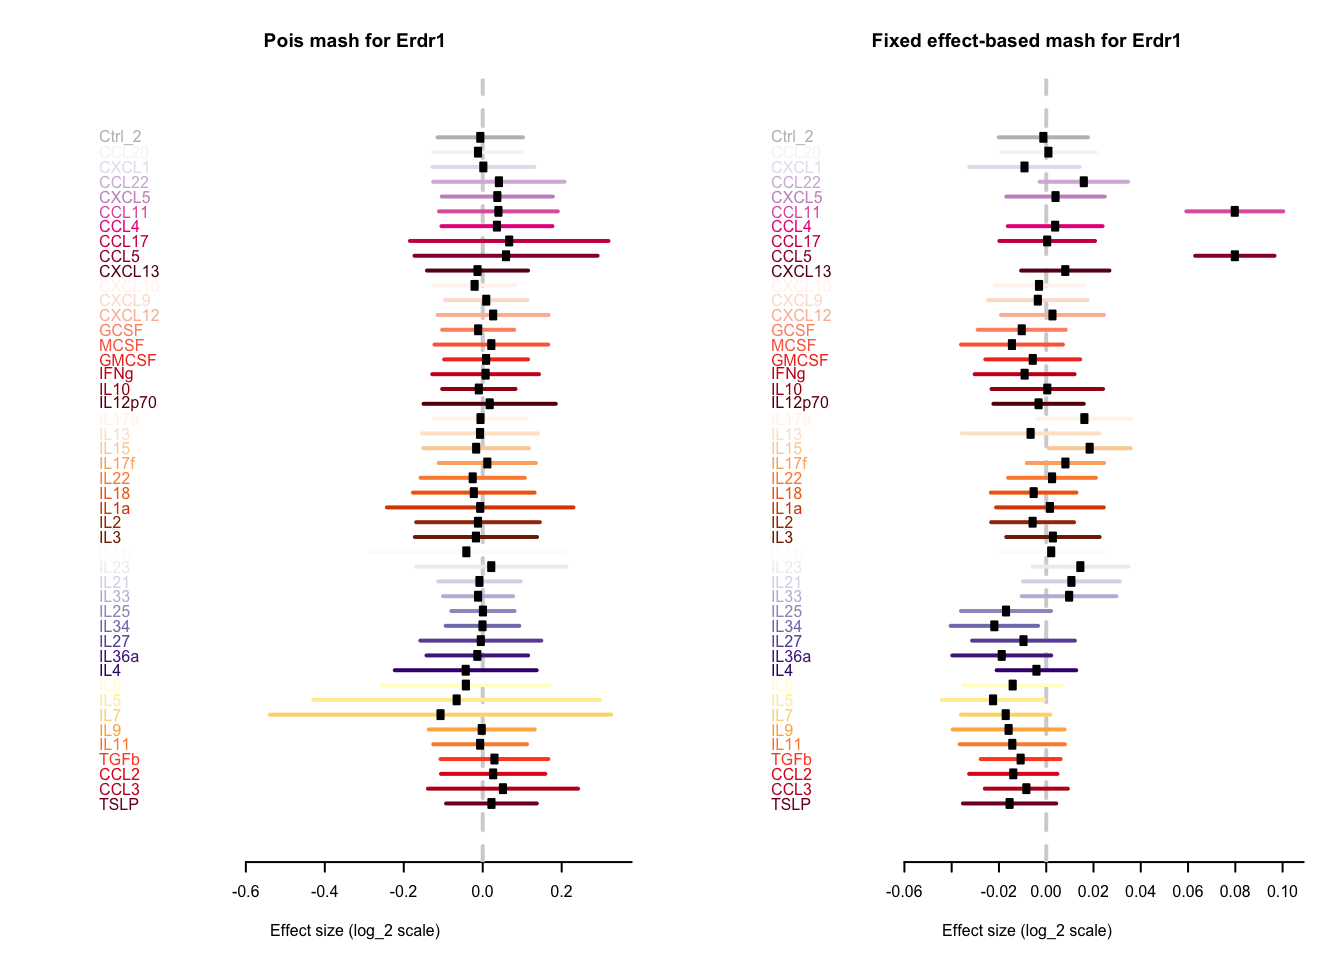 Pois mash for Erdr1
Ctrl_2
CCL20
CXCL1
CCL22
CXCL5
CCL11
CCL4
CCL17
CCL5
CXCL13
CXCL10
CXCL9
CXCL12
GCSF
MCSF
GMCSF
IFNg
IL10
IL12p70
IL17a
IL13
IL15
IL17f
IL22
IL18
IL1a
IL2
IL3
IL23
IL21
IL33
IL25
IL34
IL27
IL36a
IL4
IL5
IL7
IL9
IL11
TGFb
CCL2
CCL3
TSLP
-0.6 -0.4 -0.2 0.0 0.2
Effect size (log_2 scale)
Fixed effect-based mash for Erdr1
Ctrl_2
CCL20
CXCL1
CCL22
CXCL5
CCL11
CCL4
CCL17
CCL5
CXCL13
CXCL10
CXCL9
CXCL12
GCSF
MCSF
GMCSF
IFNg
IL10
IL12p70
IL17a
IL13
IL15
IL17f
IL22
IL18
IL1a
IL2
IL3
IL23
IL21
IL33
IL25
IL34
IL27
IL36a
IL4
IL5
IL7
IL9
IL11
TGFb
CCL2
CCL3
TSLP
-0.06 -0.02 0.00 0.02 0.04 0.06 0.08 0.10
Effect size (log_2 scale)